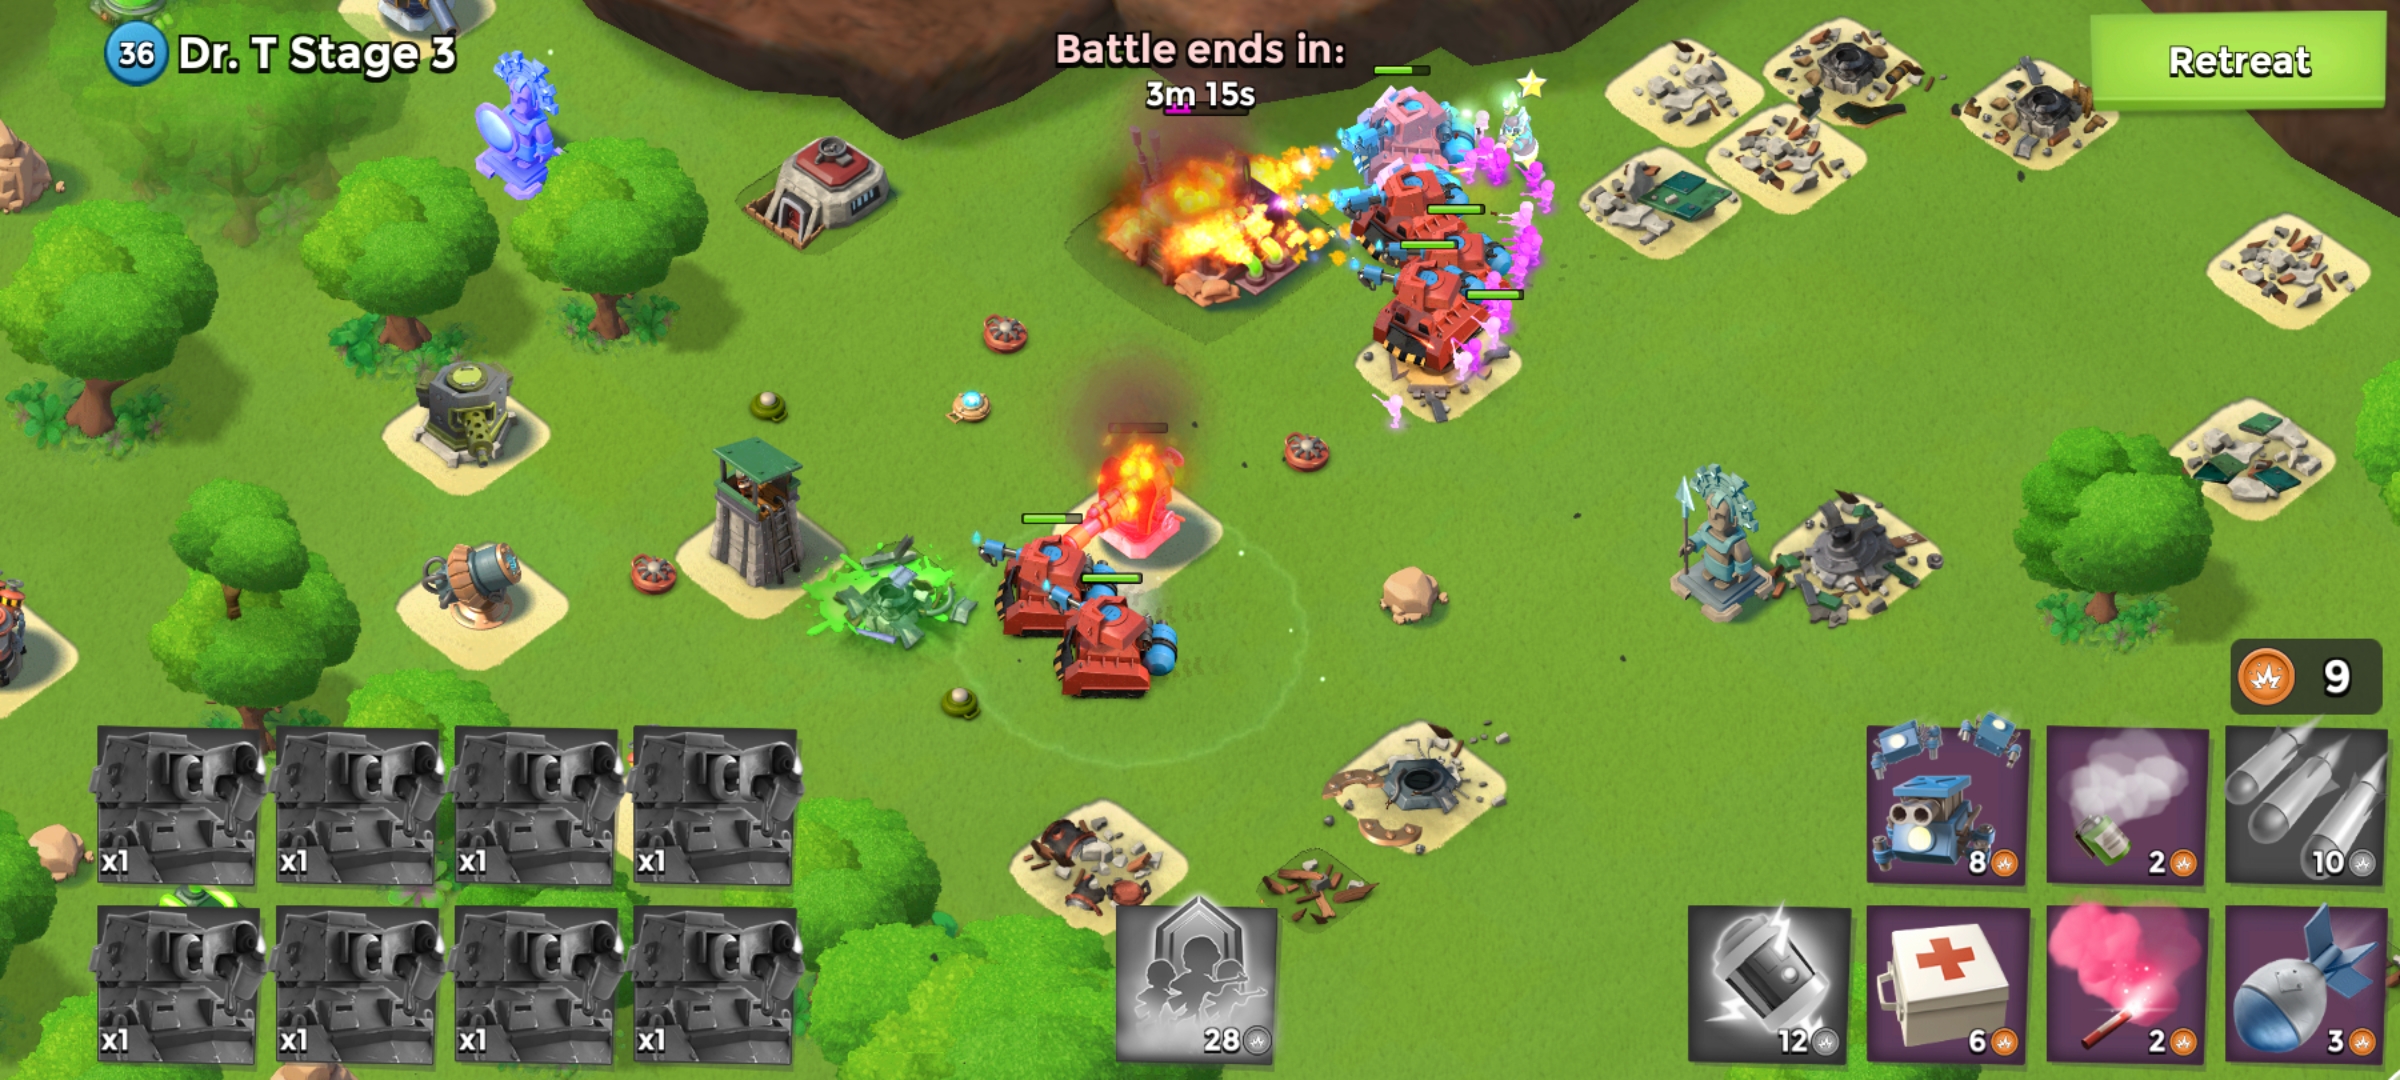 36 Dr. T Stage 3
Battle ends in:
3m 15s
Retreat
9
8
2
10
x1
x1
x1
x1
12
6
2
3
28
x1
x1
x1
x1